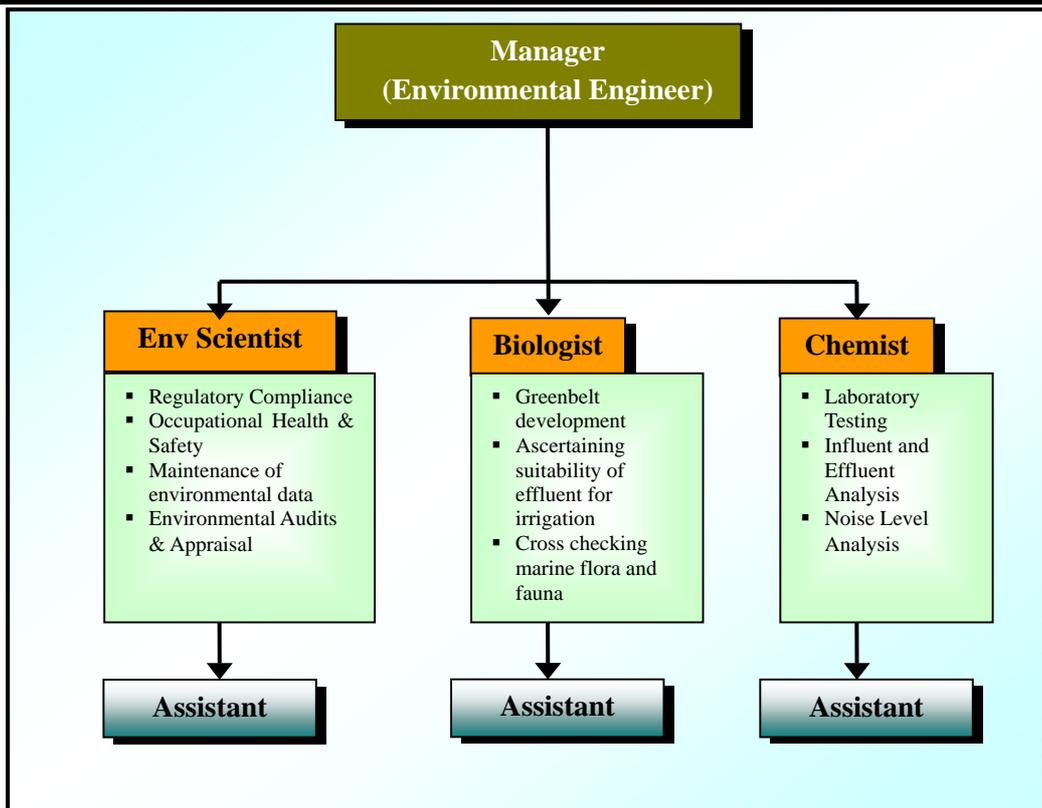 Manager
(Environmental Engineer)
Env Scientist
▪ Regulatory Compliance
▪ Occupational Health &
Safety
▪ Maintenance of
environmental data
▪ Environmental Audits
& Appraisal
Assistant
Biologist
▪ Greenbelt
development
▪ Ascertaining
suitability of
effluent for
irrigation
▪ Cross checking
marine flora and
fauna
Assistant
Chemist
▪ Laboratory
Testing
▪ Influent and
Effluent
Analysis
▪ Noise Level
Analysis
Assistant